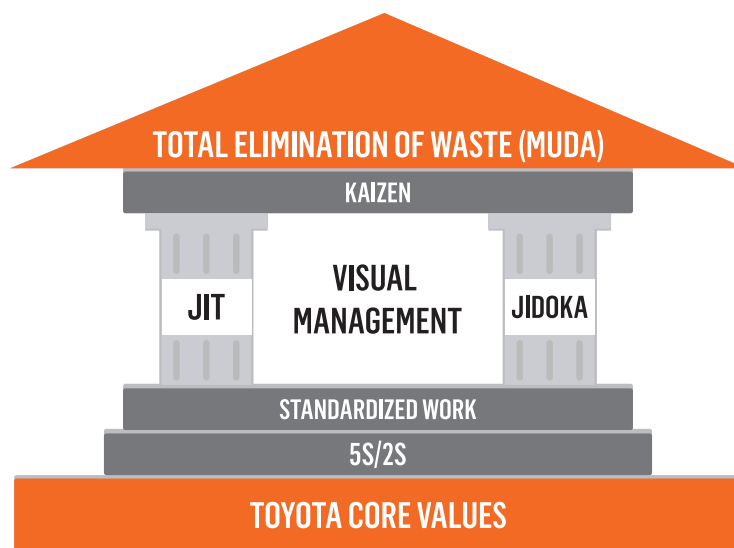 TOTAL ELIMINATION OF WASTE (MUDA)
KAIZEN
JIT
VISUAL
MANAGEMENT
JIDOKA
STANDARDIZED WORK
5S/2S
TOYOTA CORE VALUES